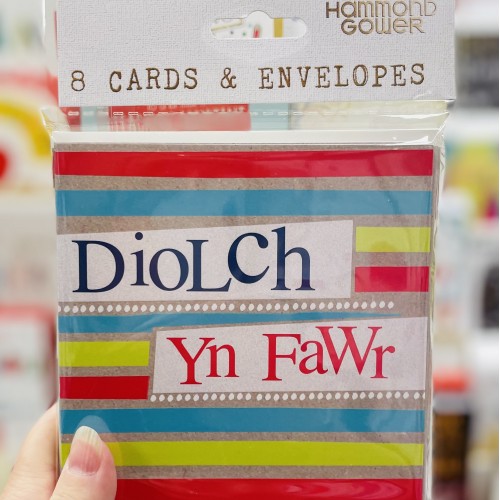 HAMMOND
GOWER
8 CARDS & ENVELOPES
DioLch
Yn FaWr